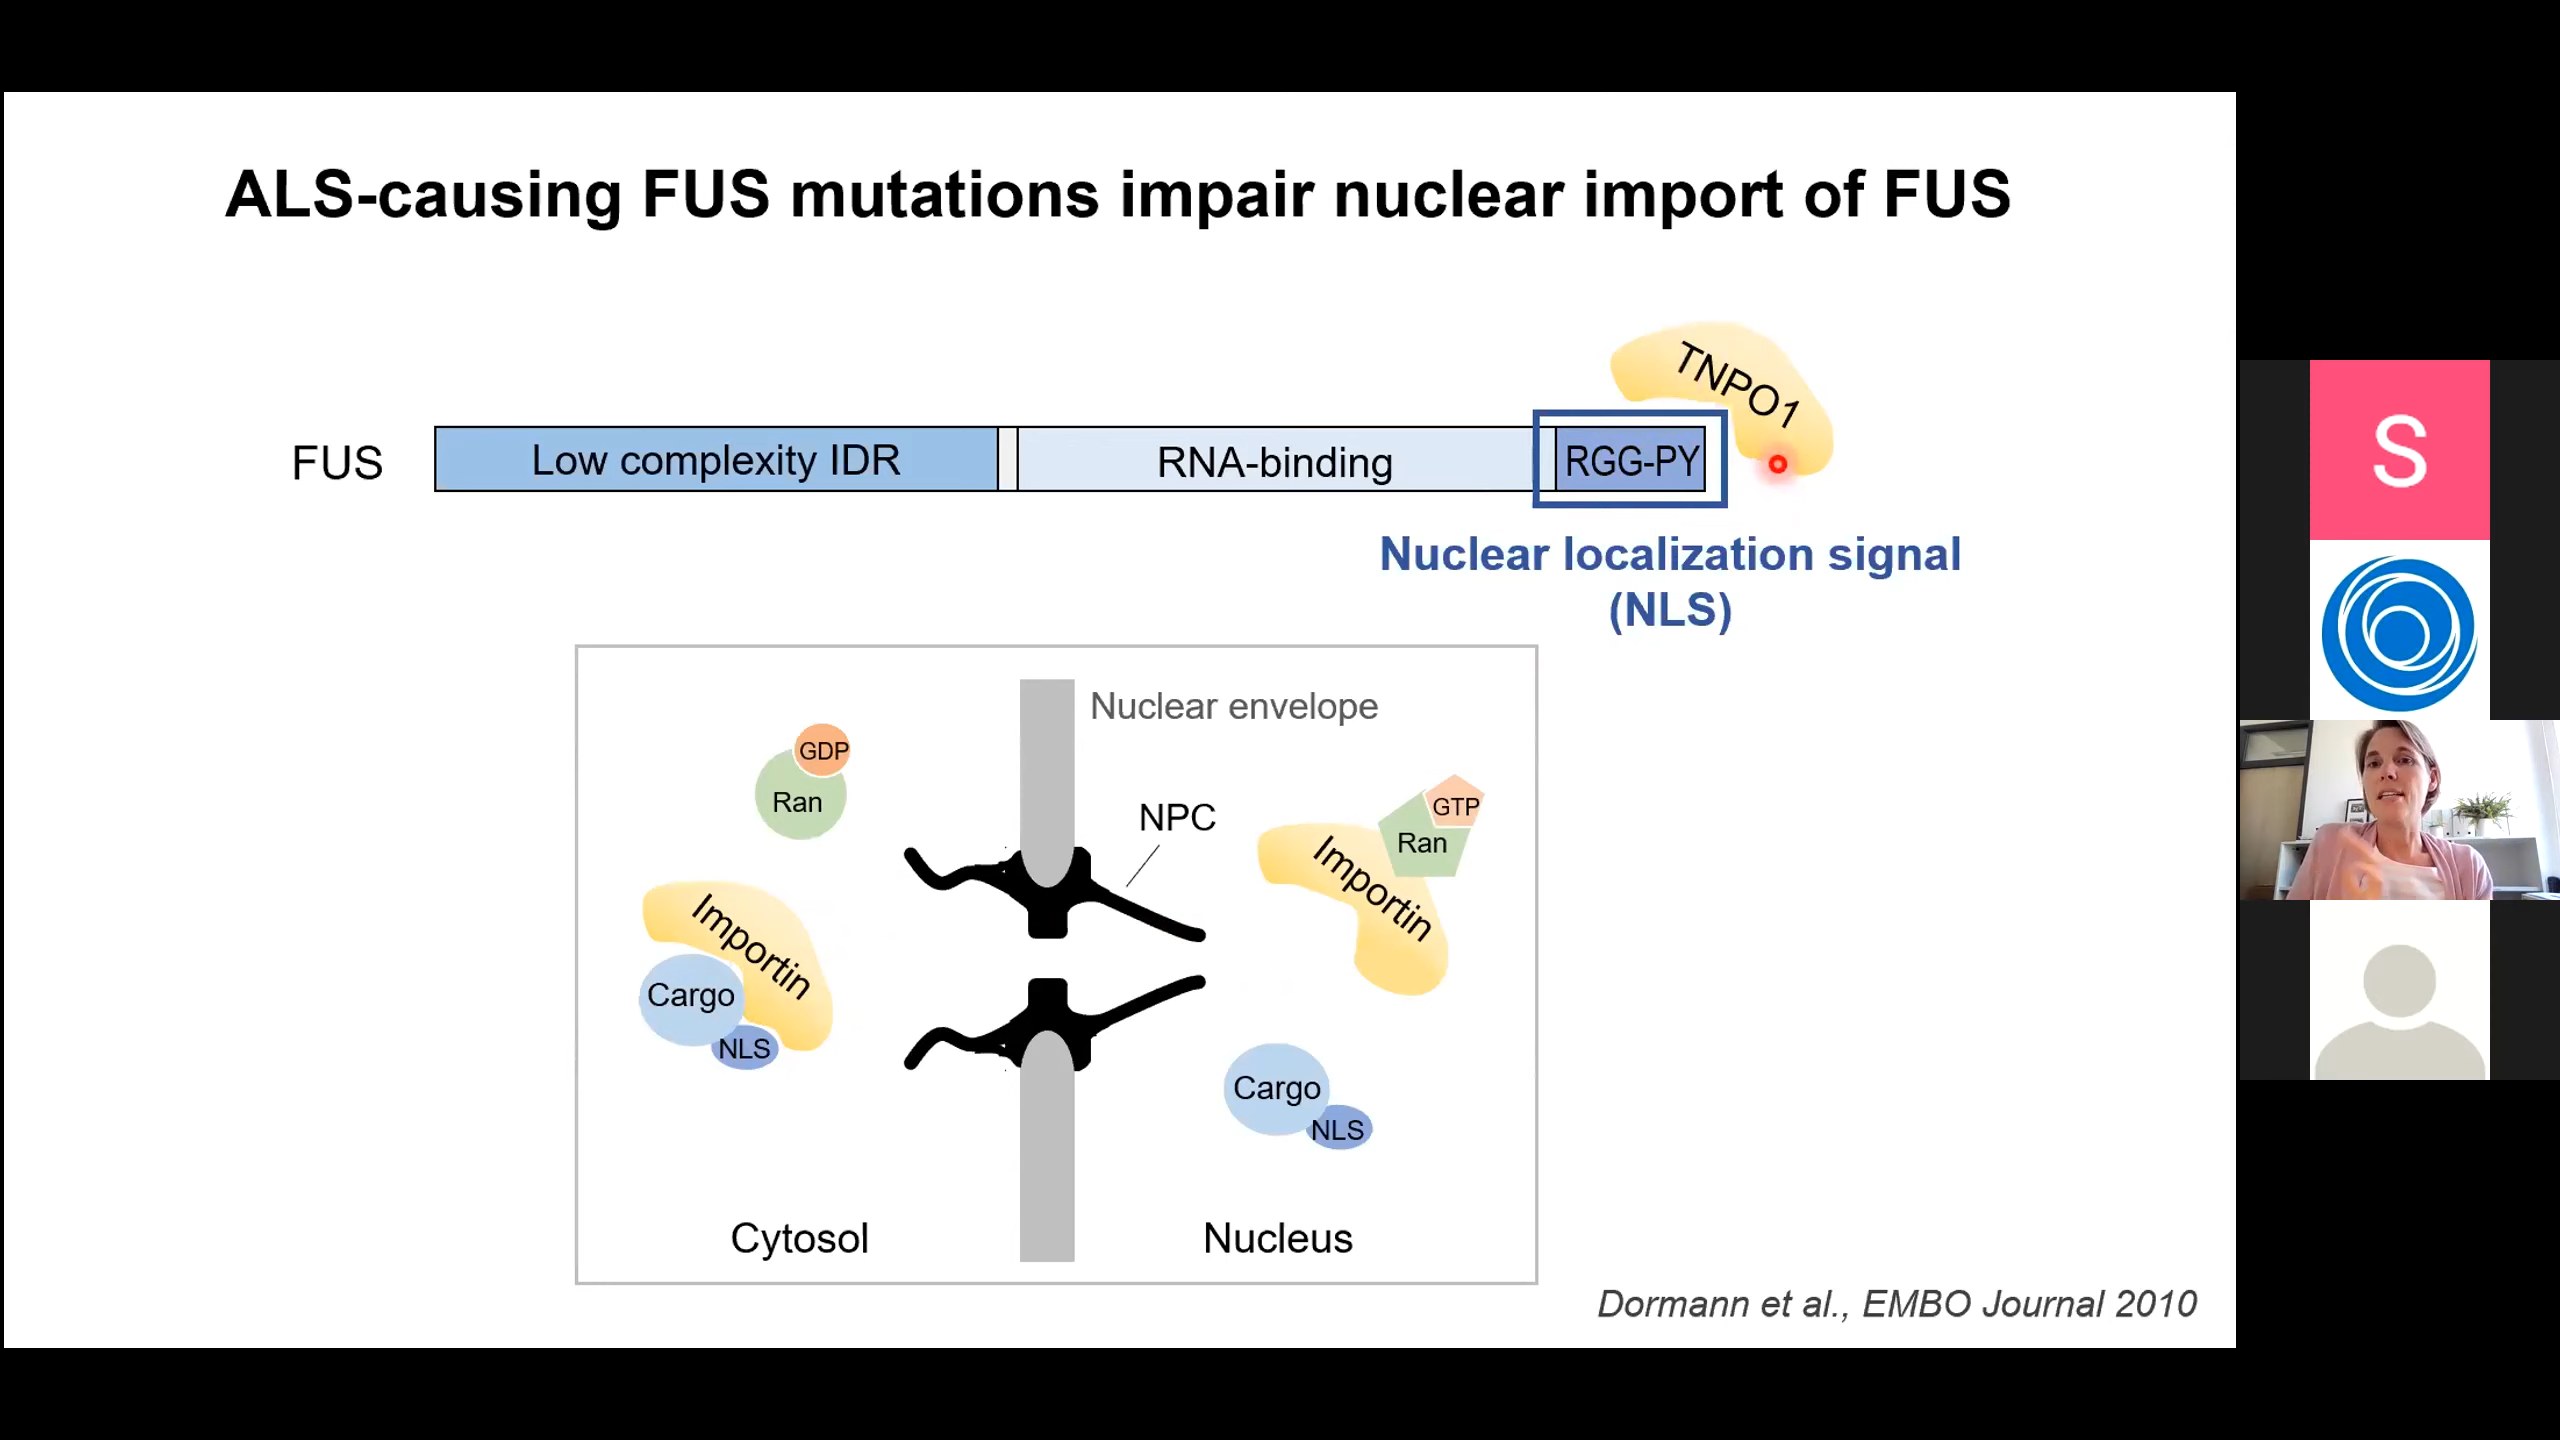 ALS-causing FUS mutations impair nuclear import of FUS
TNPO1
FUS
Low complexity IDR
RNA-binding
RGG-PY
Nuclear localization signal
(NLS)
Nuclear envelope
GDP
Ran
NPC
GTP
Ran
Importin
Importin
Cargo
NLS
Cargo
NLS
Cytosol
Nucleus
Dormann et al., EMBO Journal 2010
S